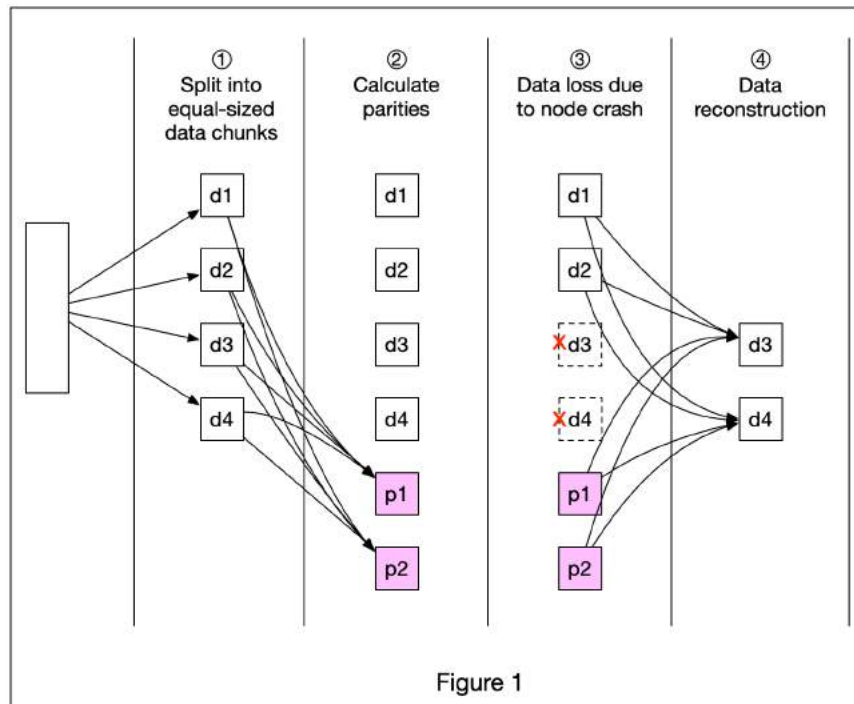 ①
Split into
equal-sized
data chunks
②
Calculate
parities
③
Data loss due
to node crash
④
Data
reconstruction
d1
d2
d3
d4
d1
d2
d3
d4
p1
p2
d1
d2
d3
d4
p1
p2
d3
d4
Figure 1